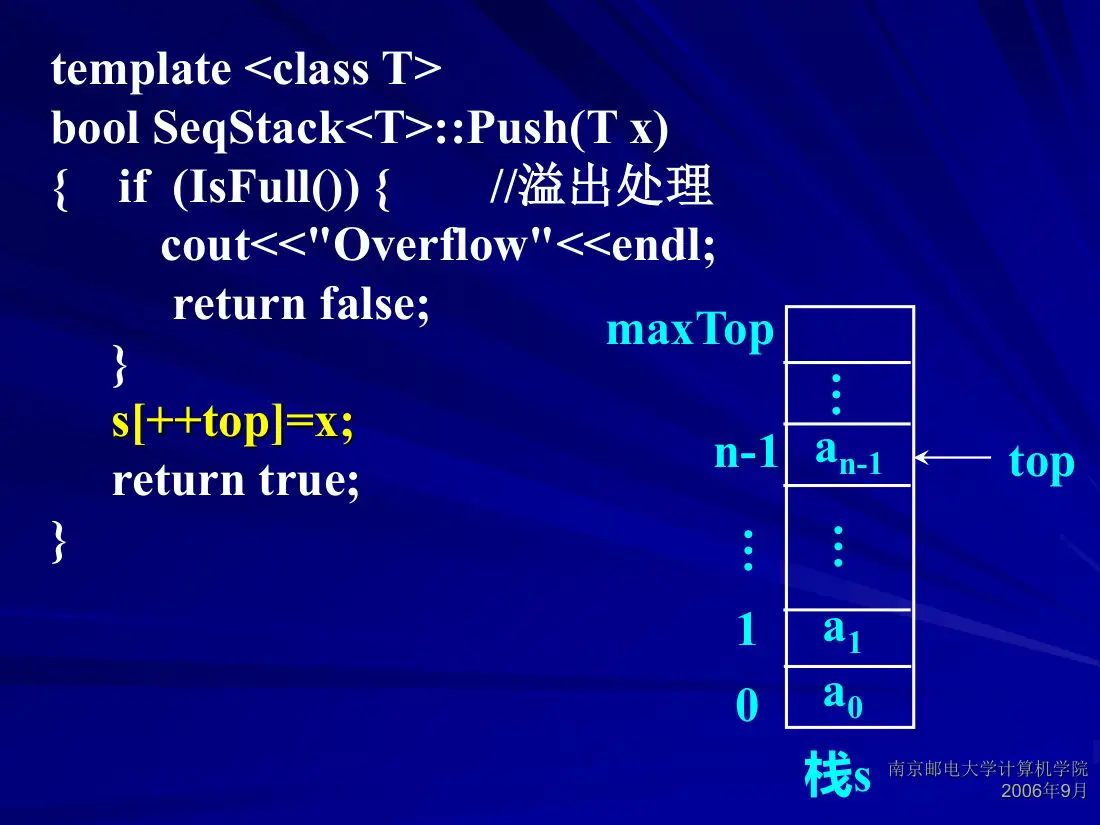 template <class T>
bool SeqStack<T>::Push(T x)
{ if (IsFull()) { //溢出处理
cout<<"Overflow"<<endl;
return false;
}
s[++top]=x;
return true;
}
maxTop
⋮
n-1 an-1 top
⋮ ⋮
1 a1
0 a0
栈s
南京邮电大学计算机学院
2006年9月